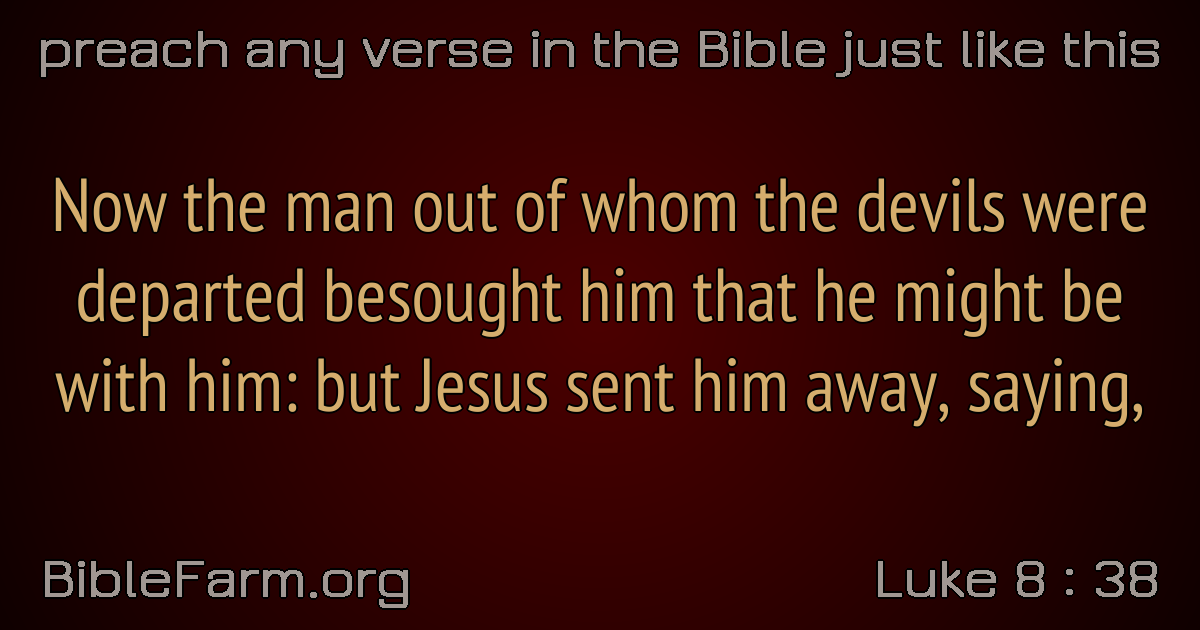 preach any verse in the Bible just like this
Now the man out of whom the devils were
departed besought him that he might be
with him: but Jesus sent him away, saying,
BibleFarm.org
Luke 8 : 38